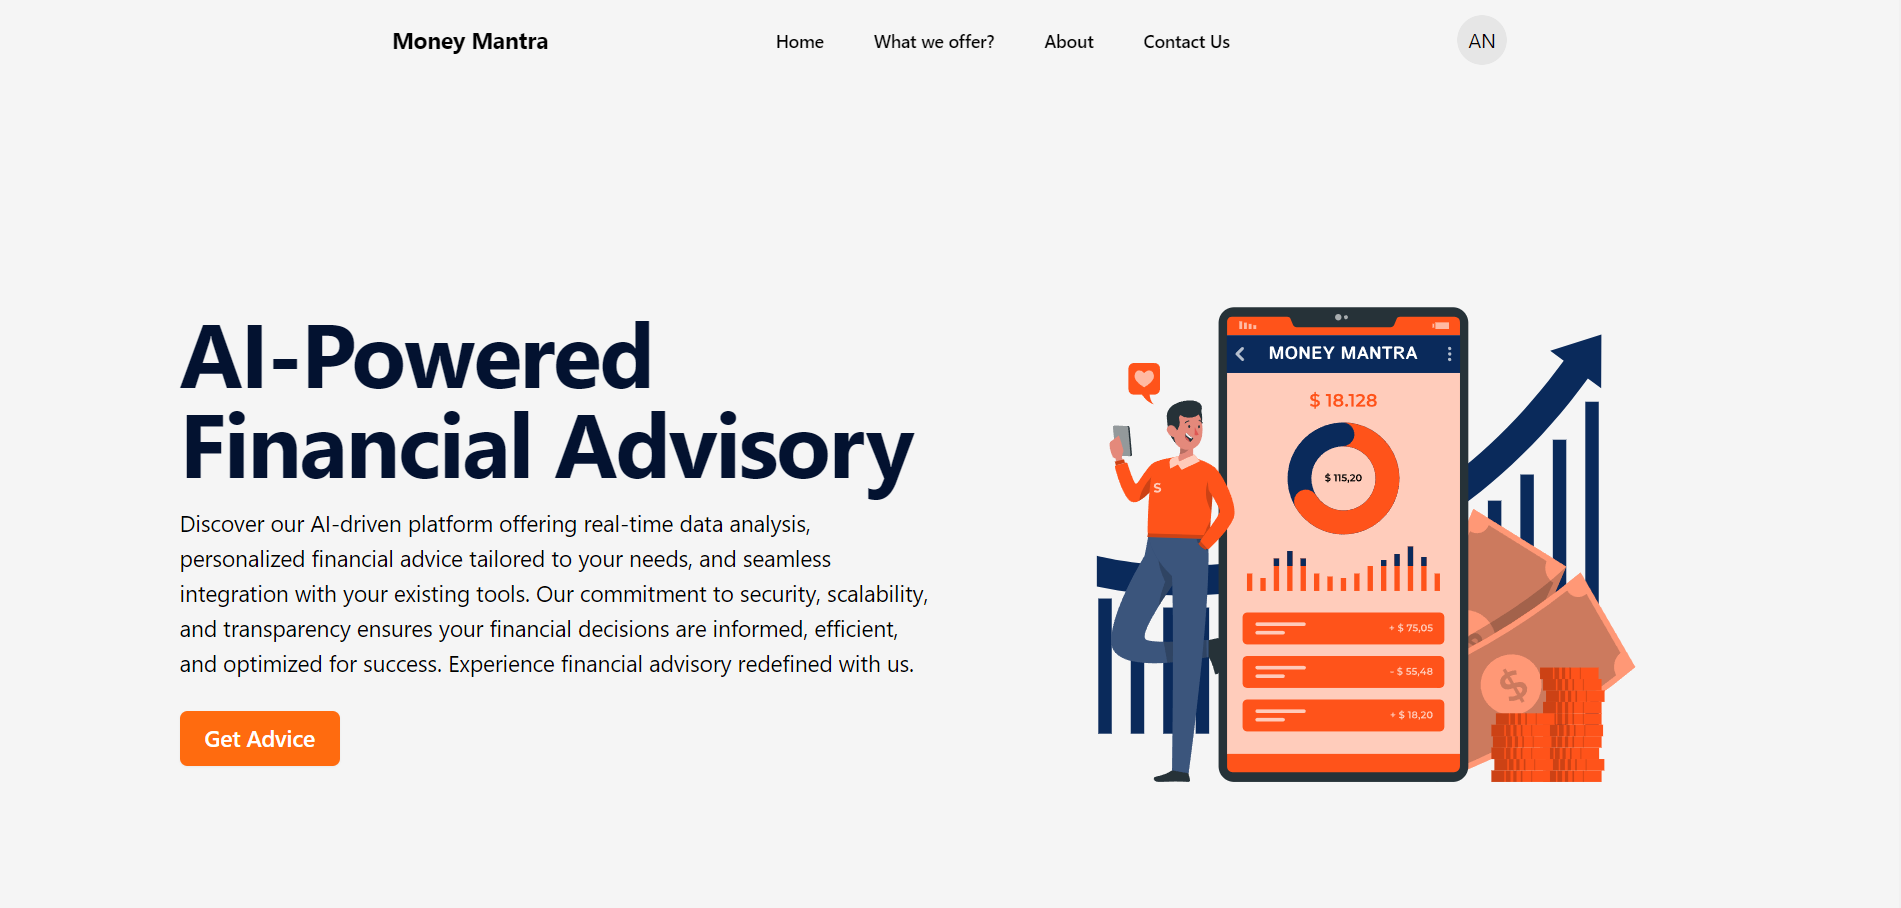 Money Mantra
Home
What we offer?
About
Contact Us
AN
AI-Powered
Financial Advisory
Discover our AI-driven platform offering real-time data analysis,
personalized financial advice tailored to your needs, and seamless
integration with your existing tools. Our commitment to security, scalability,
and transparency ensures your financial decisions are informed, efficient,
and optimized for success. Experience financial advisory redefined with us.
Get Advice
MONEY MANTRA
$ 18.128
$ 115,20
+ $ 75,05
- $ 55,48
+ $ 18,20
S
$
$